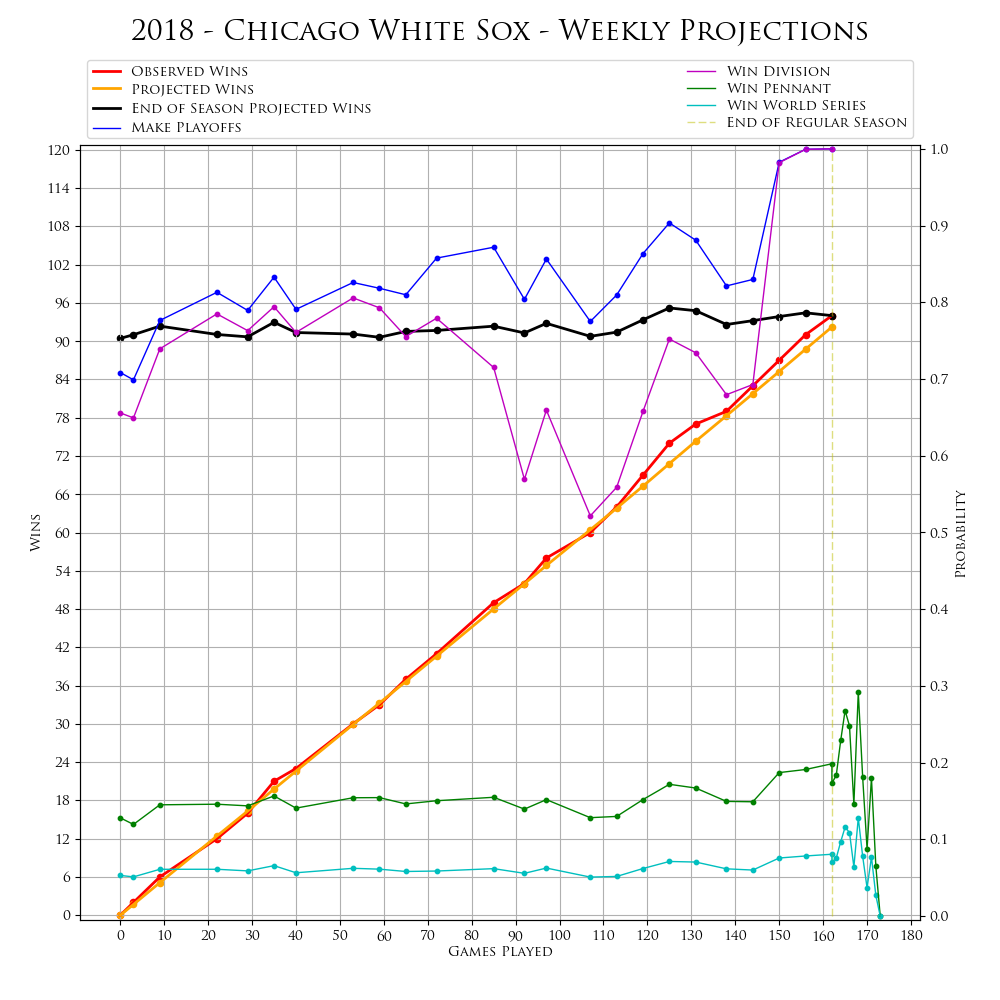 2018 - Chicago White Sox - Weekly Projections
Observed Wins
Projected Wins
End of Season Projected Wins
Make Playoffs
Win Division
Win Pennant
Win World Series
End of Regular Season
120
114
108
102
96
90
84
78
72
66
60
54
48
42
36
30
24
18
12
6
0
Wins
1.0
0.9
0.8
0.7
0.6
0.5
0.4
0.3
0.2
0.1
0.0
Probability
0 10 20 30 40 50 60 70 80 90 100 110 120 130 140 150 160 170 180
Games Played